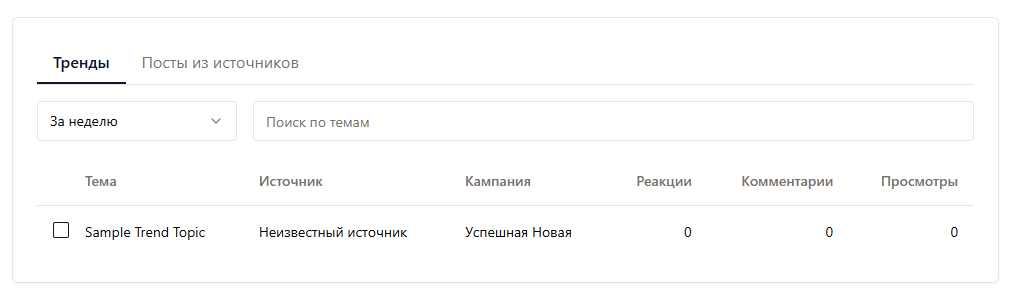 Тренды Посты из источников
За неделю Поиск по темам
Тема Источник Кампания Реакции Комментарии Просмотры
Sample Trend Topic Неизвестный источник Успешная Новая 0 0 0